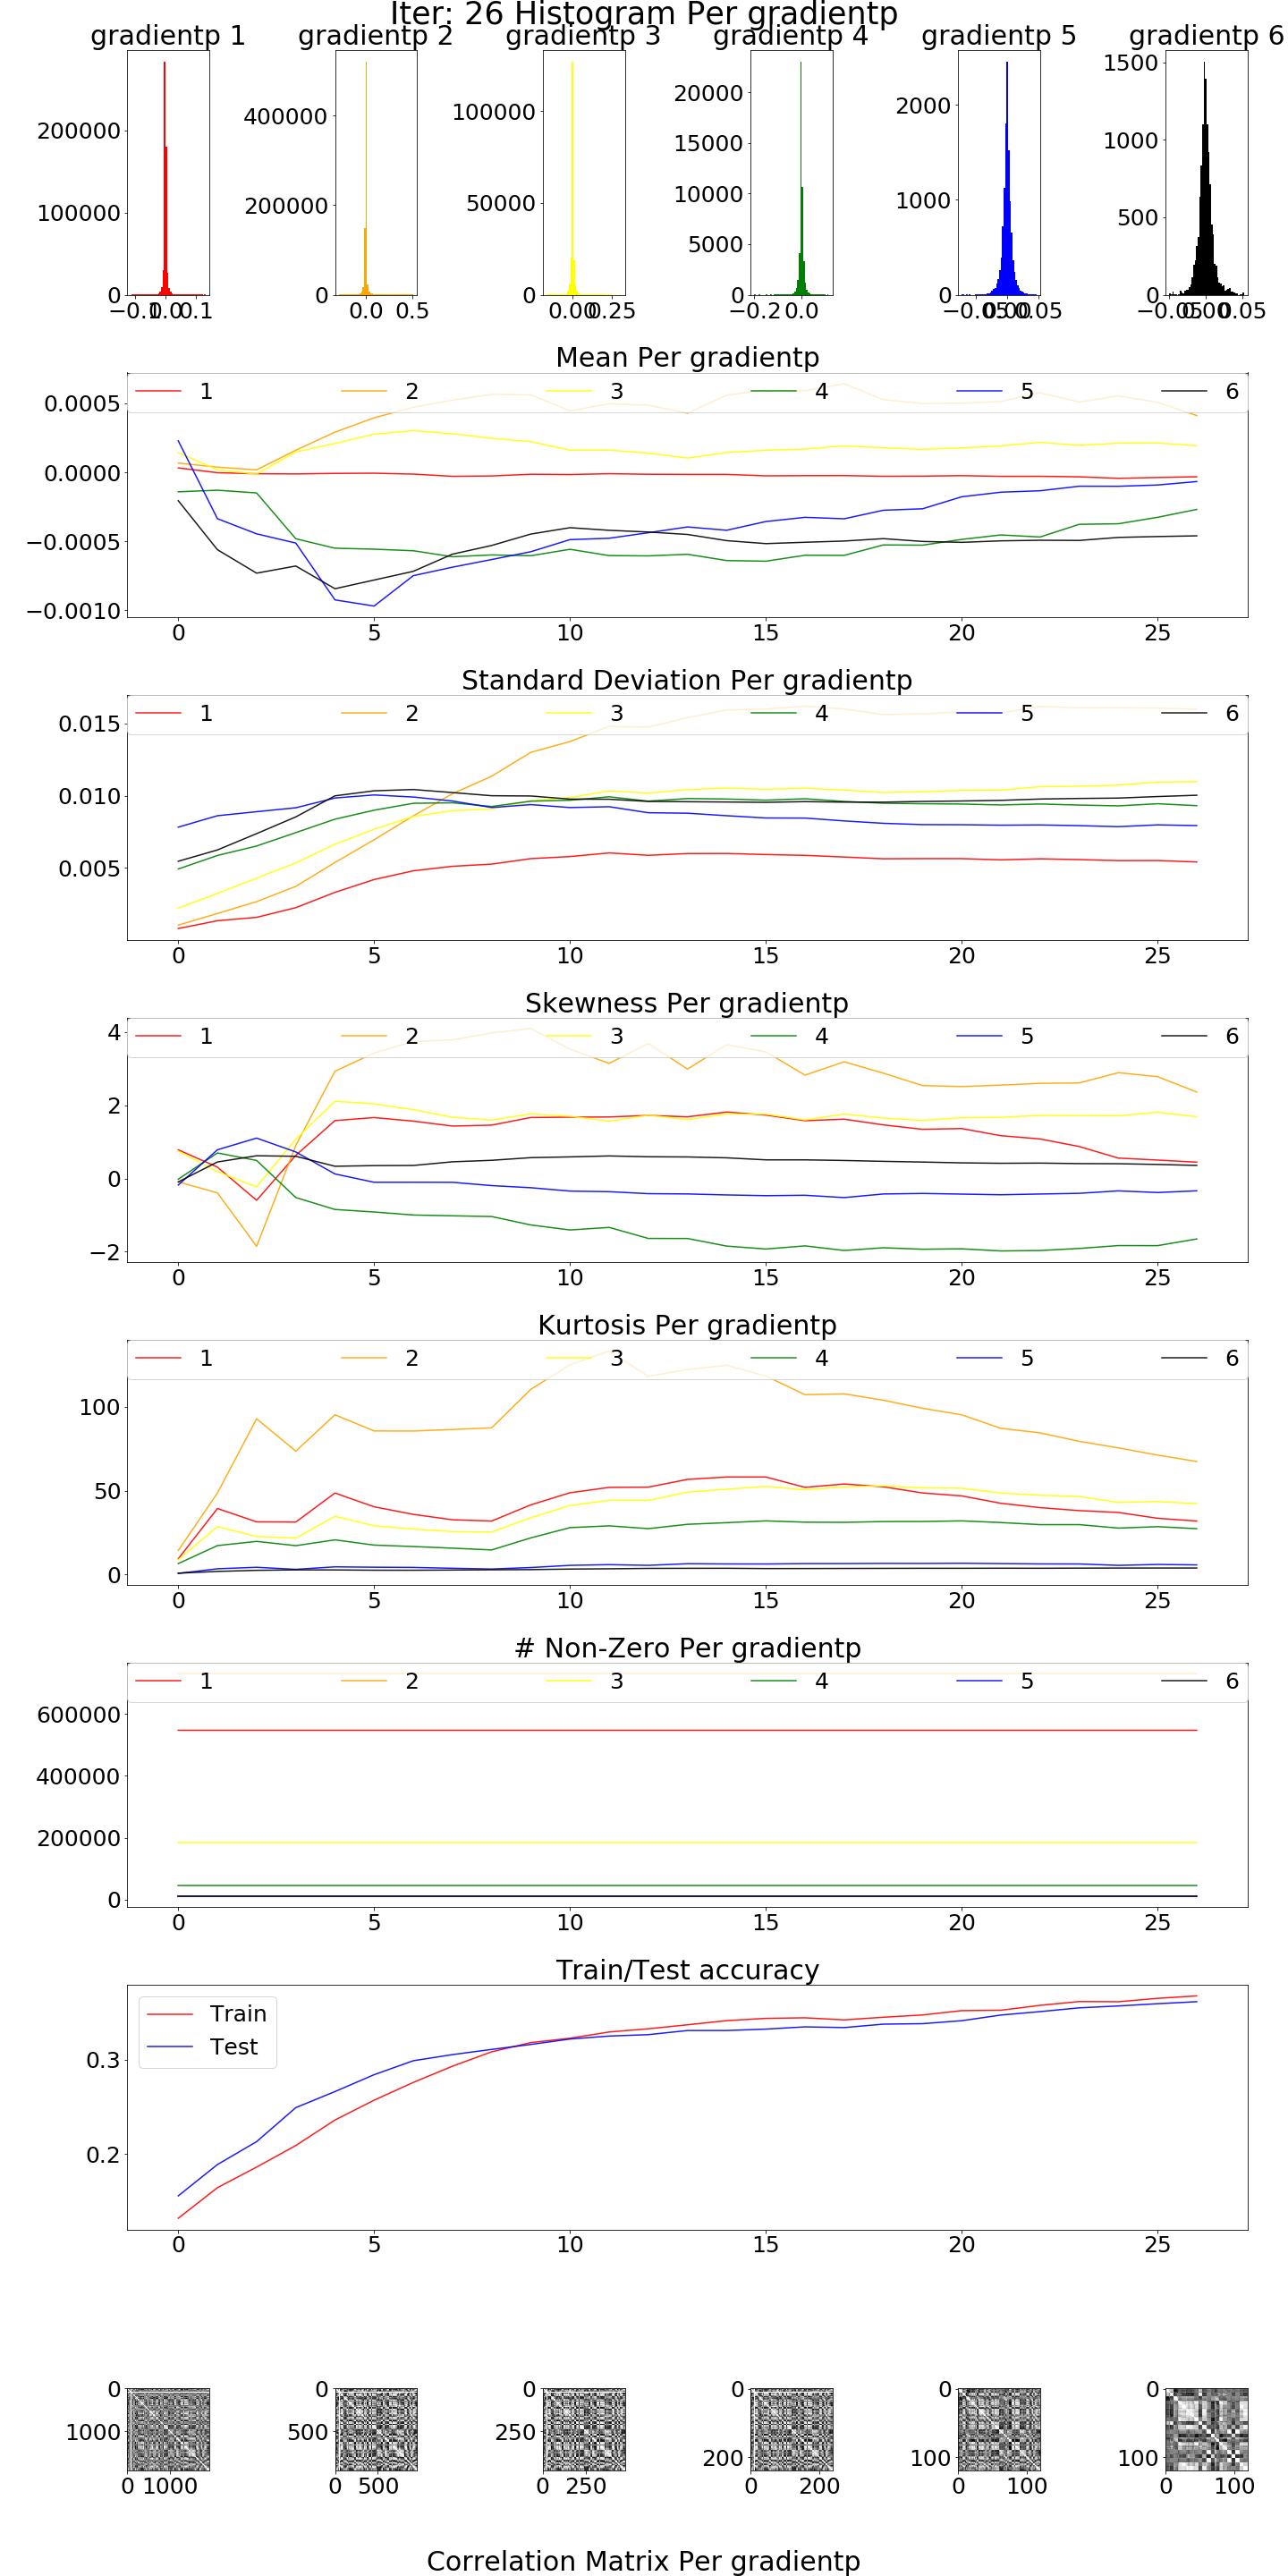 Iter: 26 Histogram Per gradientp
gradientp 1 gradientp 2 gradientp 3 gradientp 4 gradientp 5 gradientp 6
200000 100000 0
400000 200000 0
100000 50000 0
20000 15000 10000 5000 0
2000 1000 0
1500 1000 500 0
0.0 0.1
0.0 0.5
0.00 0.25
−0.2 0.0
−0.05 0.00 0.05
−0.05 0.00 0.05
Mean Per gradientp
1 2 3 4 5 6
0.0005
0.0000
−0.0005
−0.0010
0 5 10 15 20 25
Standard Deviation Per gradientp
1 2 3 4 5 6
0.015
0.010
0.005
0 5 10 15 20 25
Skewness Per gradientp
1 2 3 4 5 6
4
2
0
−2
0 5 10 15 20 25
Kurtosis Per gradientp
1 2 3 4 5 6
100
50
0
0 5 10 15 20 25
# Non-Zero Per gradientp
1 2 3 4 5 6
600000
400000
200000
0
0 5 10 15 20 25
Train/Test accuracy
Train
Test
0.3
0.2
0 5 10 15 20 25
0 0 0 0 0 0
1000 500 250 200 100 100
0 1000 0 500 0 250 0 200 0 100 0 100
Correlation Matrix Per gradientp